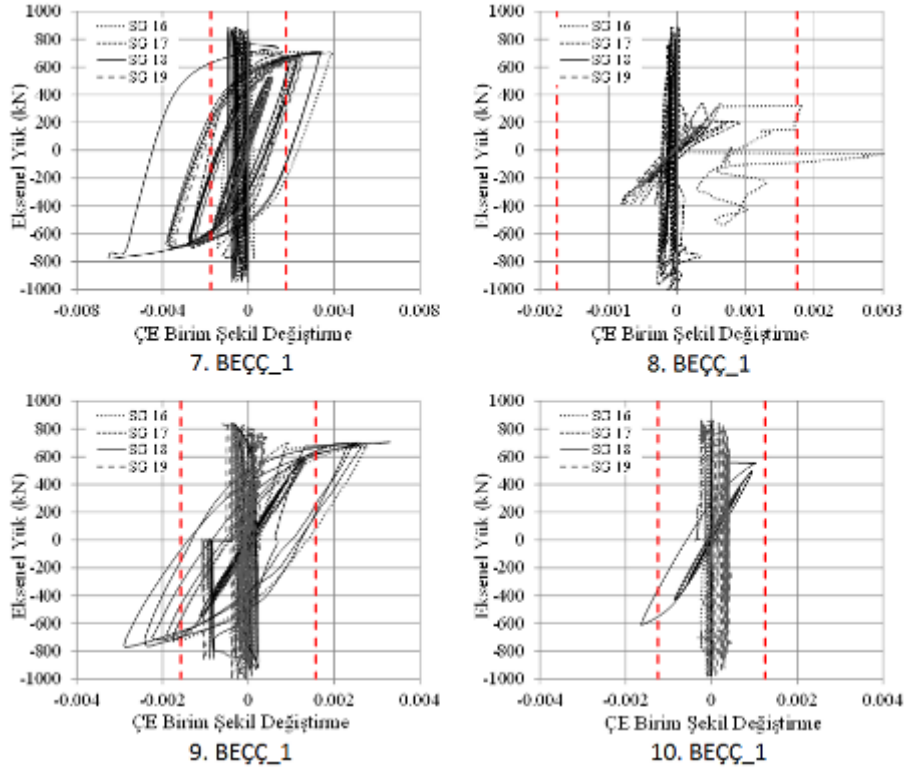 1000
800
600
400
200
0
-200
-400
-600
-800
-1000
Eksenel Yük (kN)
SG 16
SG 17
SG 18
SG 19
-0.008 -0.004 0 0.004 0.008
ÇE Birim Şekil Değiştirme
7. BEÇÇ_1
1000
800
600
400
200
0
-200
-400
-600
-800
-1000
Eksenel Yük (kN)
SG 16
SG 17
SG 18
SG 19
-0.002 -0.001 0 0.001 0.002 0.003
ÇE Birim Şekil Değiştirme
8. BEÇÇ_1
1000
800
600
400
200
0
-200
-400
-600
-800
-1000
Eksenel Yük (kN)
SG 16
SG 17
SG 18
SG 19
-0.004 -0.002 0 0.002 0.004
ÇE Birim Şekil Değiştirme
9. BEÇÇ_1
1000
800
600
400
200
0
-200
-400
-600
-800
-1000
Eksenel Yük (kN)
SG 16
SG 17
SG 18
SG 19
-0.004 -0.002 0 0.002 0.004
ÇE Birim Şekil Değiştirme
10. BEÇÇ_1